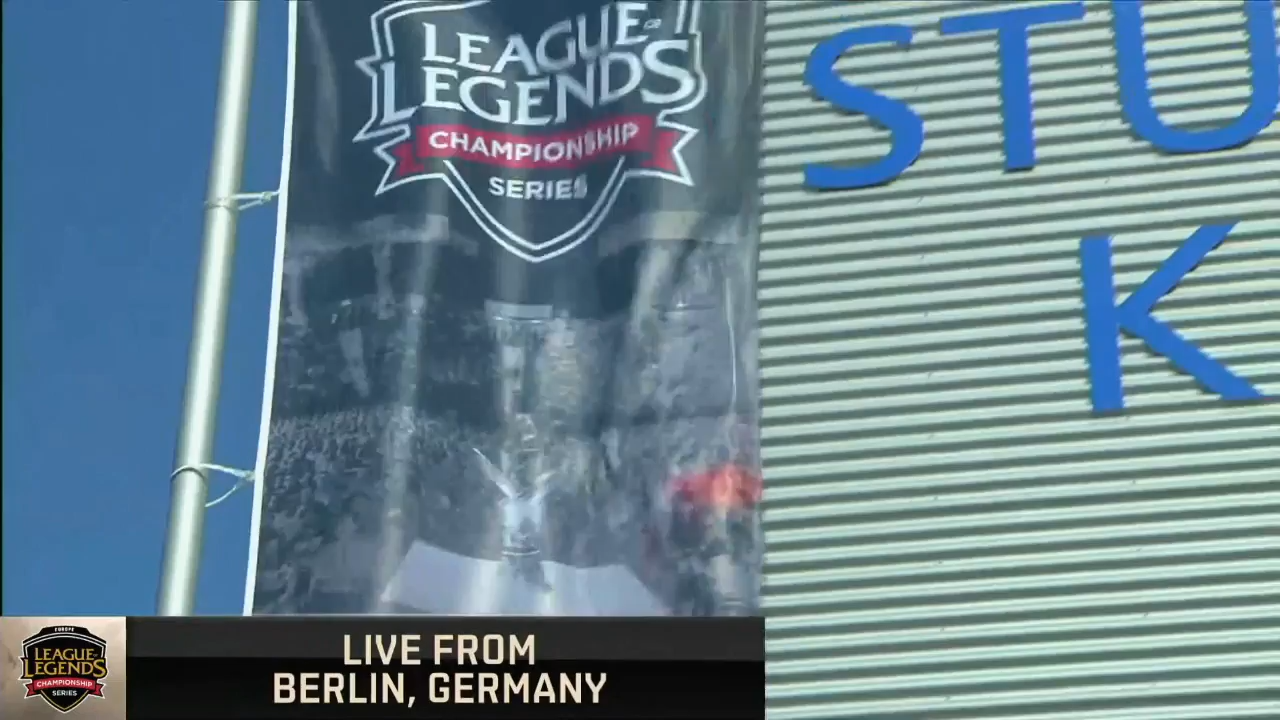 LEAGUE OF
LEGENDS
CHAMPIONSHIP
SERIES
STU
K
EUROPE
LEAGUE OF
LEGENDS
CHAMPIONSHIP
SERIES
LIVE FROM
BERLIN, GERMANY